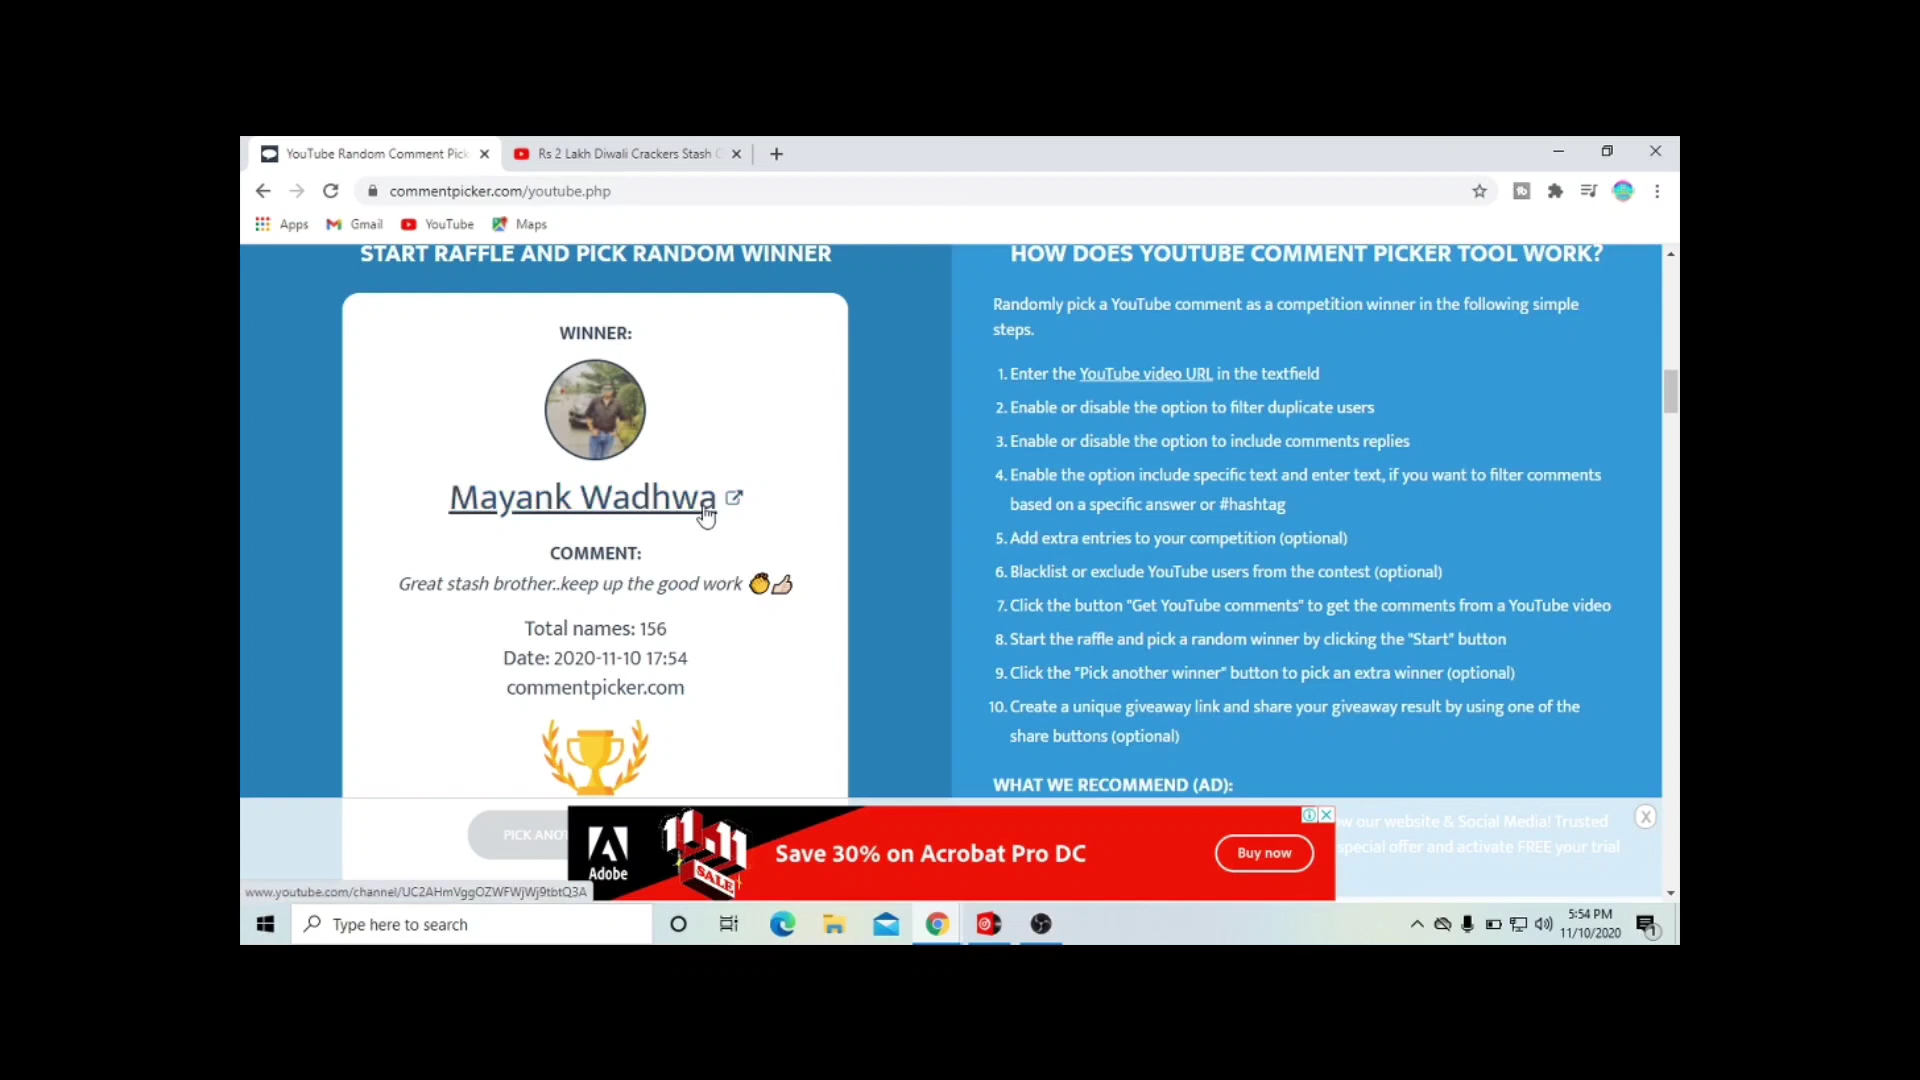 YouTube Random Comment Pick
Rs 2 Lakh Diwali Crackers Stash
commentpicker.com/youtube.php
Apps
Gmail
YouTube
Maps
START RAFFLE AND PICK RANDOM WINNER
WINNER:
Mayank Wadhwa
COMMENT:
Great stash brother..keep up the good work 👏👍
Total names: 156
Date: 2020-11-10 17:54
commentpicker.com
PICK ANO
HOW DOES YOUTUBE COMMENT PICKER TOOL WORK?
Randomly pick a YouTube comment as a competition winner in the following simple
steps.
1. Enter the YouTube video URL in the textfield
2. Enable or disable the option to filter duplicate users
3. Enable or disable the option to include comments replies
4. Enable the option include specific text and enter text, if you want to filter comments
based on a specific answer or #hashtag
5. Add extra entries to your competition (optional)
6. Blacklist or exclude YouTube users from the contest (optional)
7. Click the button "Get YouTube comments" to get the comments from a YouTube video
8. Start the raffle and pick a random winner by clicking the "Start" button
9. Click the "Pick another winner" button to pick an extra winner (optional)
10. Create a unique giveaway link and share your giveaway result by using one of the
share buttons (optional)
WHAT WE RECOMMEND (AD):
our website & Social Media! Trusted
special offer and activate FREE your trial
Adobe
11.11
SALE
Save 30% on Acrobat Pro DC
Buy now
www.youtube.com/channel/UC2AHmVggOZWFWjWj9tbtQ3A
Type here to search
5:54 PM
11/10/2020
1